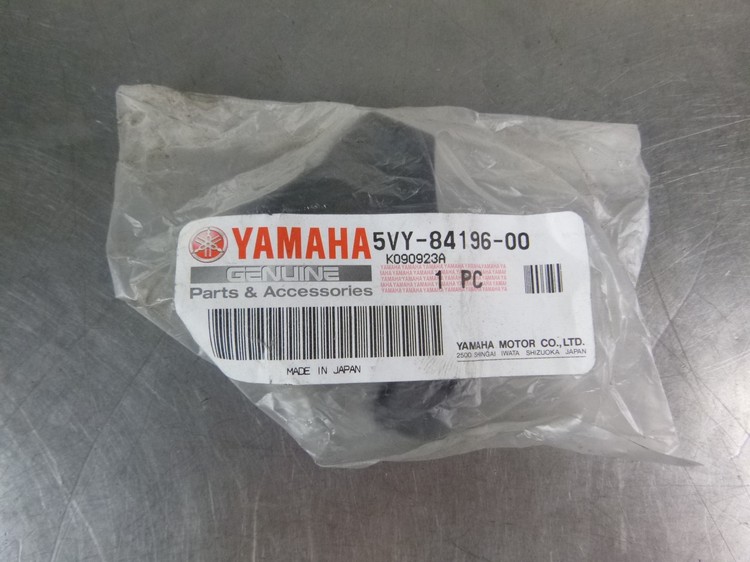 YAMAHA 5VY-84196-00
GENUINE K090923A
Parts & Accessories 1 PC
YAMAHA MOTOR CO.,LTD.
2500 SHINGAI IWATA SHIZUOKA JAPAN
MADE IN JAPAN